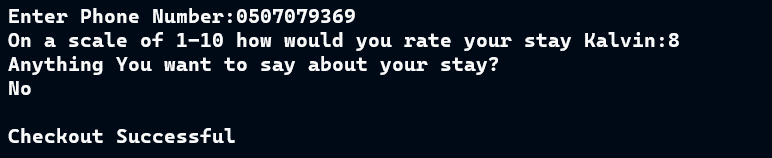 Enter Phone Number:0507079369
On a scale of 1-10 how would you rate your stay Kalvin:8
Anything You want to say about your stay?
No
Checkout Successful